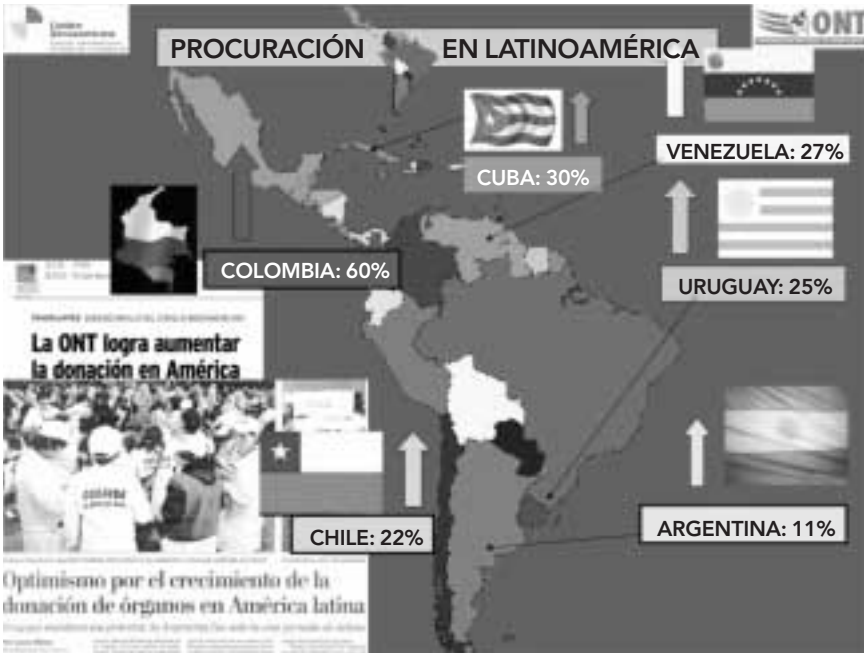 ONT
PROCURACIÓN EN LATINOAMÉRICA
VENEZUELA: 27%
CUBA: 30%
COLOMBIA: 60%
URUGUAY: 25%
La ONT logra aumentar
la donación en América
CHILE: 22%
ARGENTINA: 11%
Optimismo por el crecimiento de la
donación de órganos en América latina